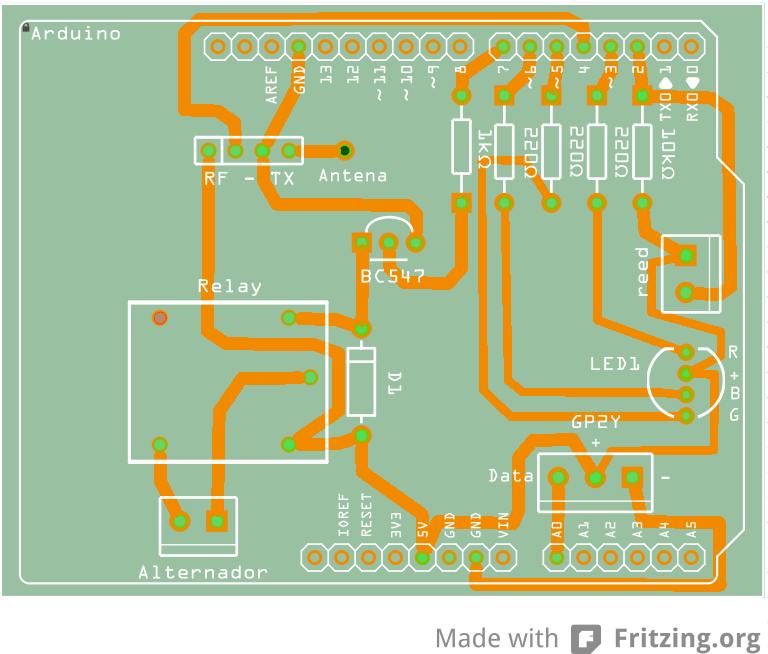 Arduino
AREF
GND
13
12
~11
~10
~9
8
7
~6
~5
4
~3
2
TX0 1
RX0 0
1kΩ
220Ω
220Ω
220Ω
10kΩ
RF - TX
Antena
BC547
reed
Relay
LED1
R
+
B
G
D1
GP2Y
+
Data
-
IOREF
RESET
3V3
5V
GND
GND
VIN
A0
A1
A2
A3
A4
A5
Alternador
Made with Fritzing.org